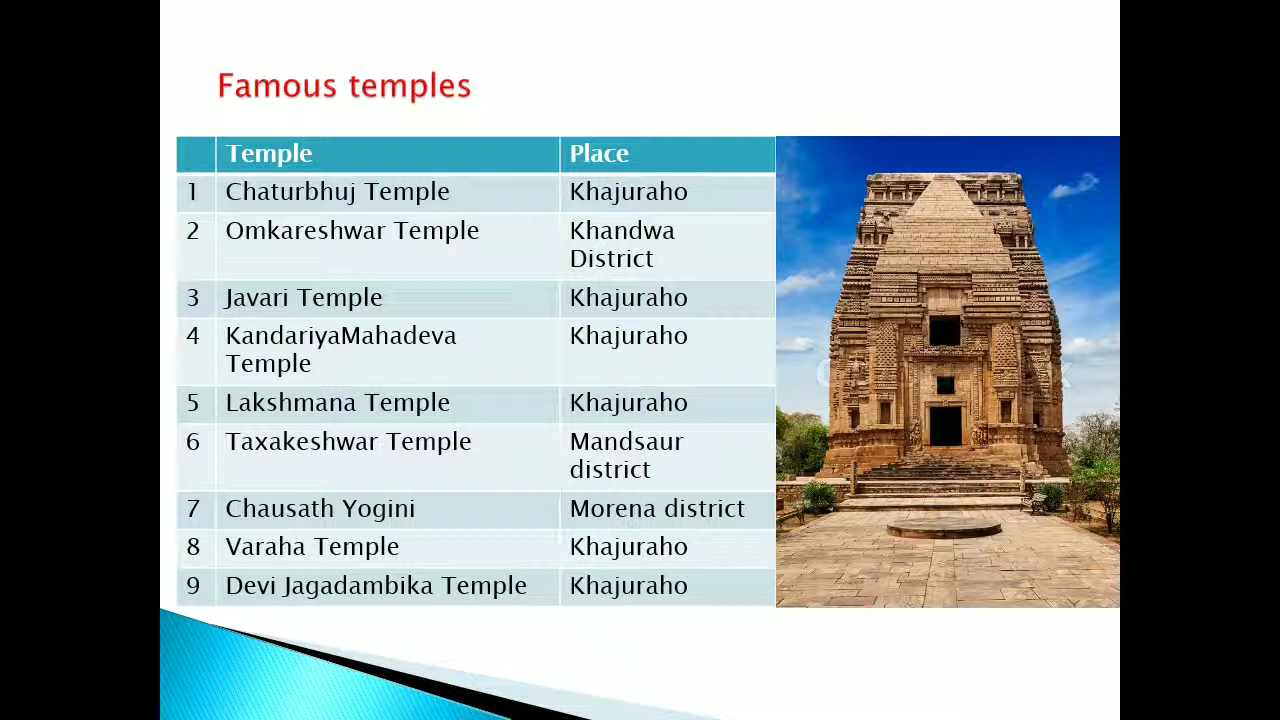 Famous temples
Temple Place
1 Chaturbhuj Temple Khajuraho
2 Omkareshwar Temple Khandwa
District
3 Javari Temple Khajuraho
4 KandariyaMahadeva Khajuraho
Temple
5 Lakshmana Temple Khajuraho
6 Taxakeshwar Temple Mandsaur
district
7 Chausath Yogini Morena district
8 Varaha Temple Khajuraho
9 Devi Jagadambika Temple Khajuraho